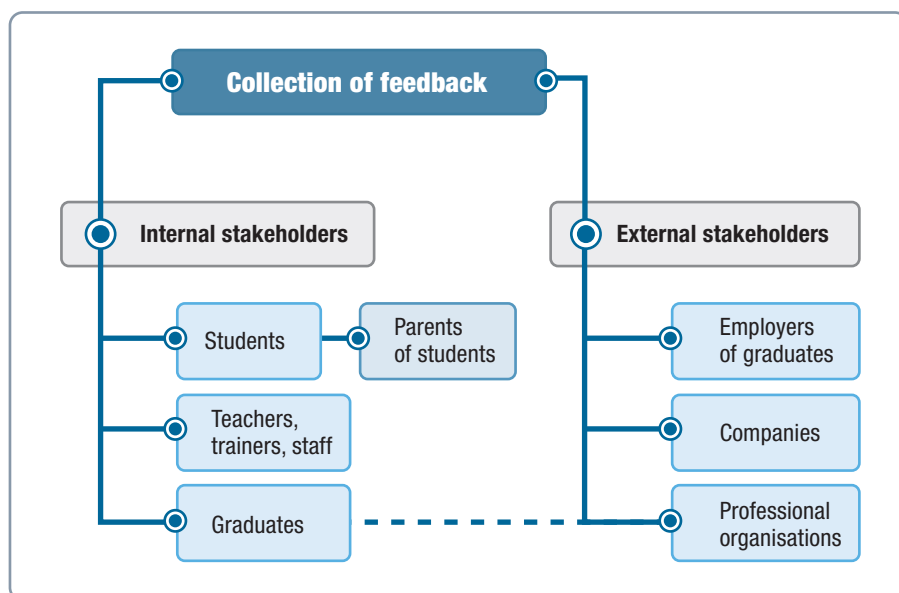 Collection of feedback
Internal stakeholders
External stakeholders
Students
Parents
of students
Employers
of graduates
Teachers,
trainers, staff
Companies
Graduates
Professional
organisations